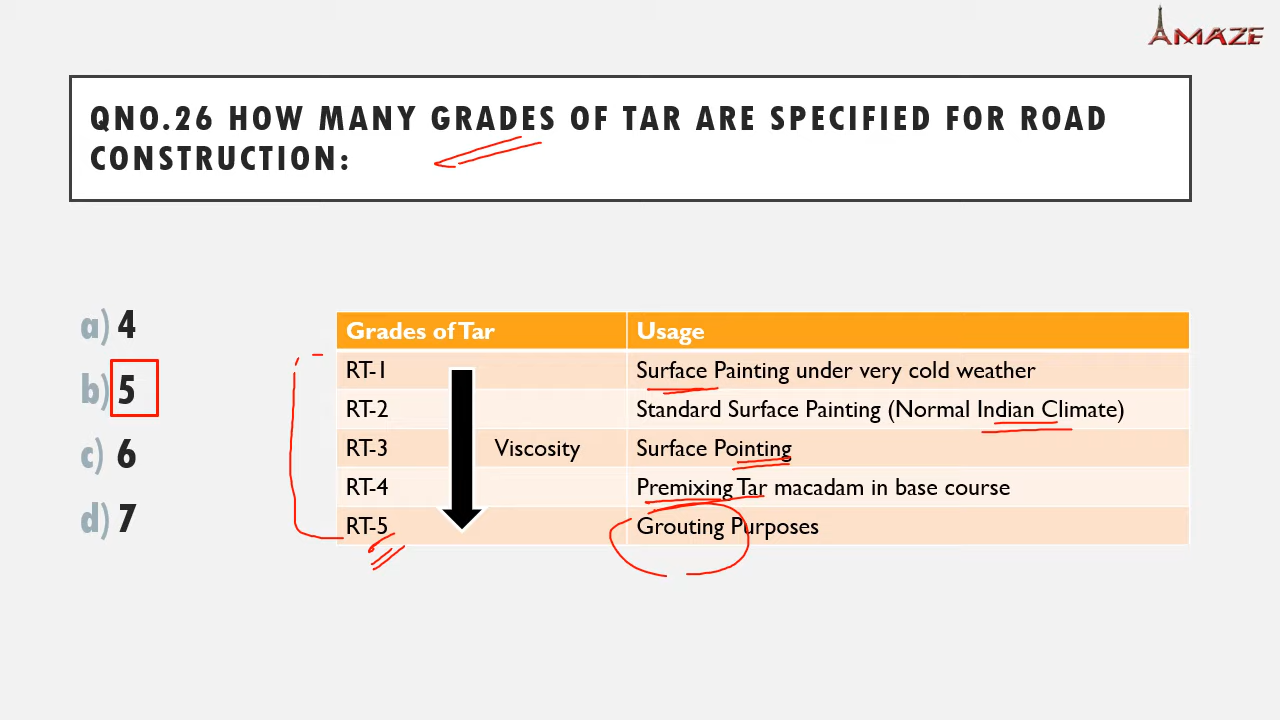 AMAZE
QNO.26 HOW MANY GRADES OF TAR ARE SPECIFIED FOR ROAD
CONSTRUCTION:
a) 4
b) 5
c) 6
d) 7
Grades of Tar Usage
RT-1 Surface Painting under very cold weather
RT-2 Standard Surface Painting (Normal Indian Climate)
RT-3 Viscosity Surface Pointing
RT-4 Premixing Tar macadam in base course
RT-5 Grouting Purposes